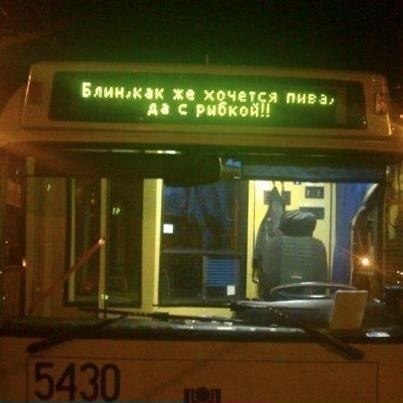 Блин,как же хочется пива,
да с рыбкой!!
5430